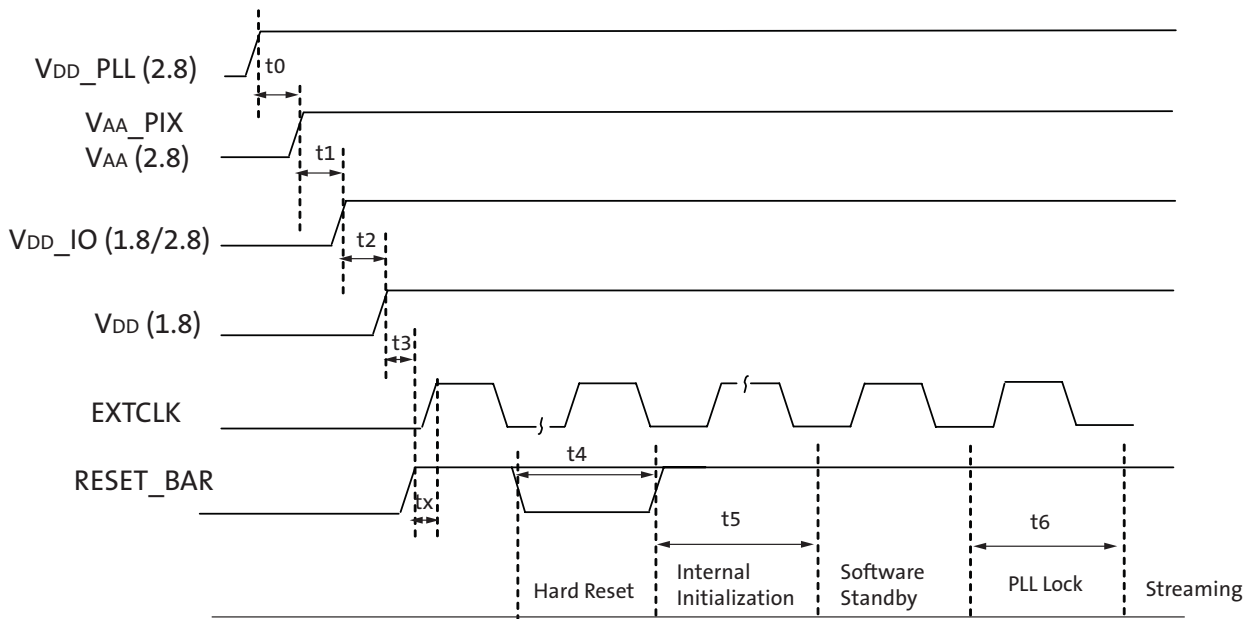 VDD_PLL (2.8)
t0
VAA_PIX
VAA (2.8)
t1
VDD_IO (1.8/2.8)
t2
VDD (1.8)
t3
EXTCLK
RESET_BAR
tx
t4
t5
t6
Hard Reset
Internal
Initialization
Software
Standby
PLL Lock
Streaming